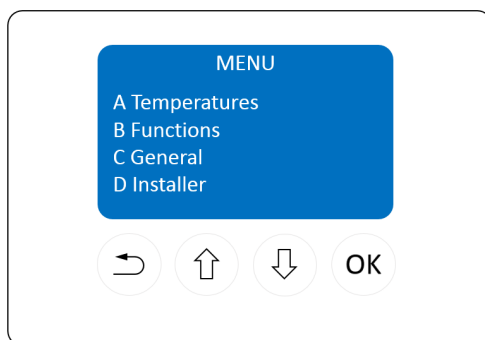 MENU
A Temperatures
B Functions
C General
D Installer
OK